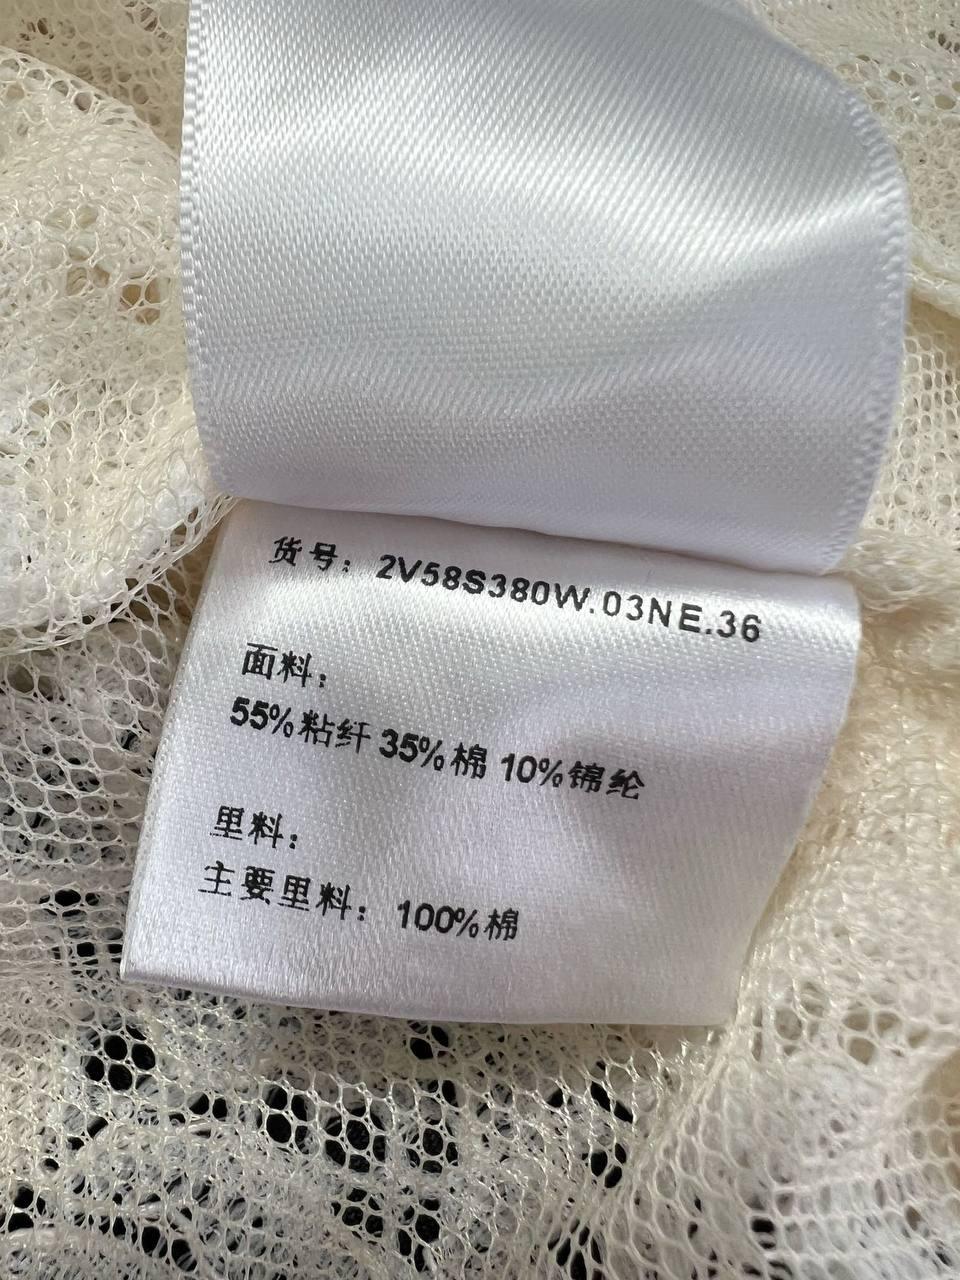 货号：2V58S380W.03NE.36
面料：
55%粘纤 35%棉 10%锦纶
里料：
主要里料：100%棉